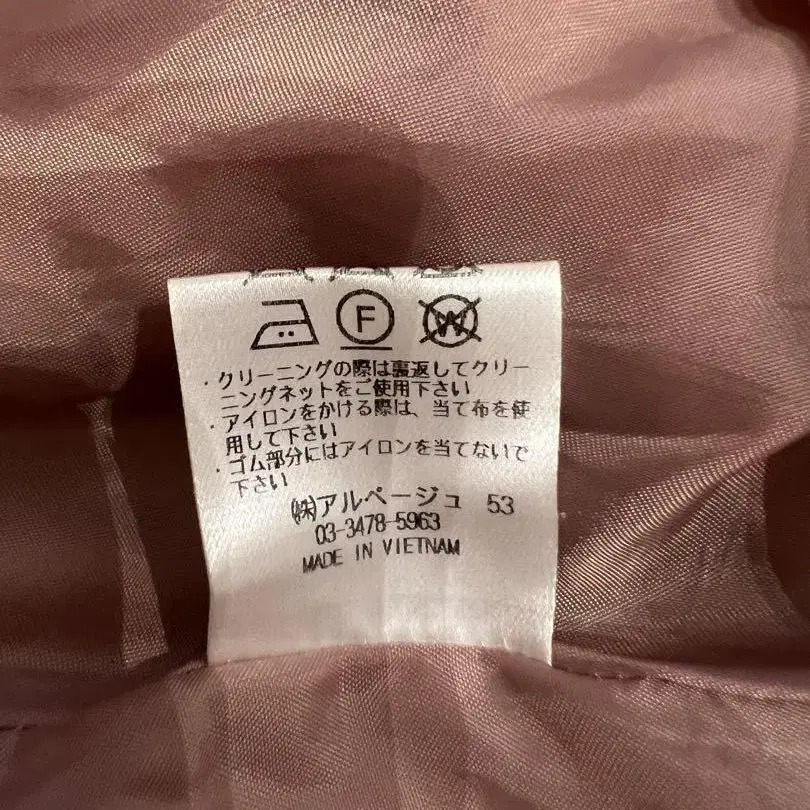 F W
・クリーニングの際は裏返してクリー
ニングネットをご使用下さい
・アイロンをかける際は、当て布を使
用して下さい
・ゴム部分にはアイロンを当てないで
下さい
㈱アルページュ 53
03-3478-5963
MADE IN VIETNAM